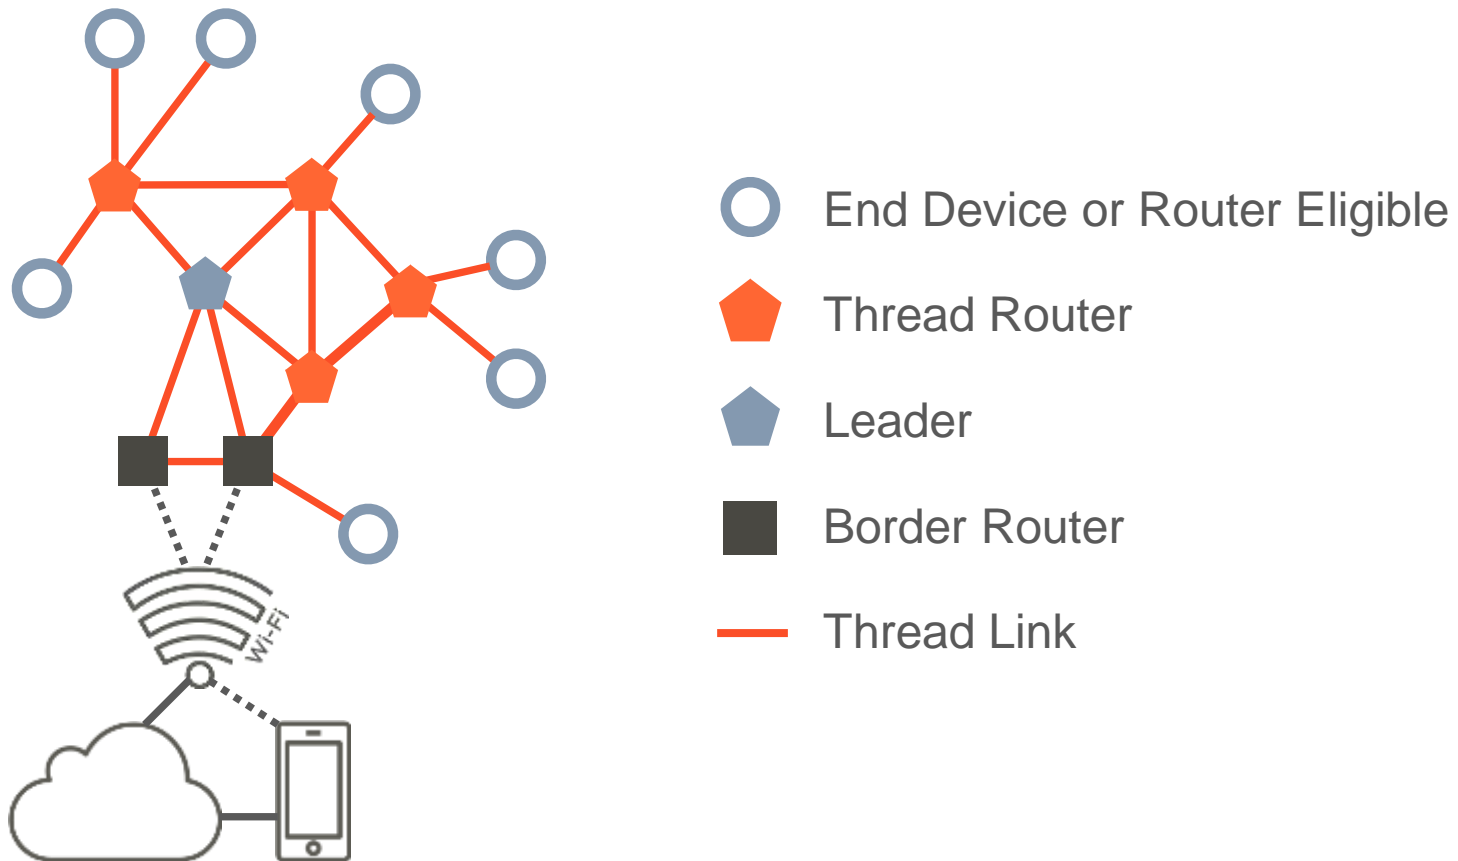 End Device or Router Eligible
Thread Router
Leader
Border Router
Thread Link
Wi-Fi